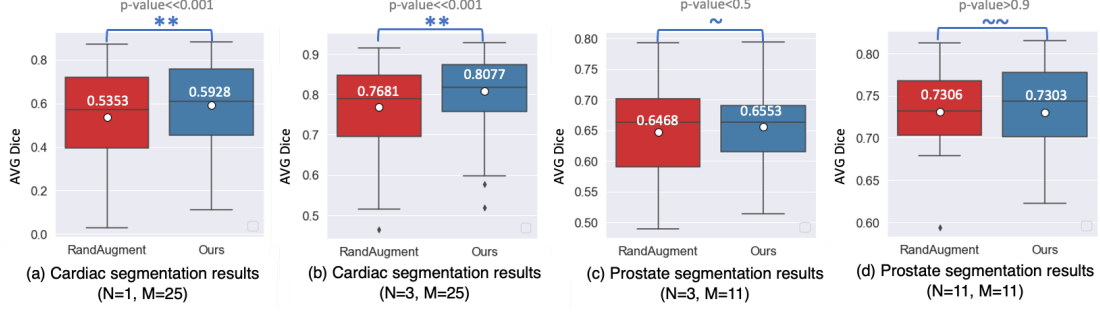 p-value<<0.001
**
AVG Dice
0.8
0.6
0.4
0.2
0.0
0.5353
0.5928
RandAugment
Ours
(a) Cardiac segmentation results
(N=1, M=25)
p-value<<0.001
**
AVG Dice
0.9
0.8
0.7
0.6
0.5
0.7681
0.8077
RandAugment
Ours
(b) Cardiac segmentation results
(N=3, M=25)
p-value<0.5
~
AVG Dice
0.80
0.75
0.70
0.65
0.60
0.55
0.50
0.6468
0.6553
RandAugment
Ours
(c) Prostate segmentation results
(N=3, M=11)
p-value>0.9
~~
AVG Dice
0.80
0.75
0.70
0.65
0.60
0.7306
0.7303
RandAugment
Ours
(d) Prostate segmentation results
(N=11, M=11)